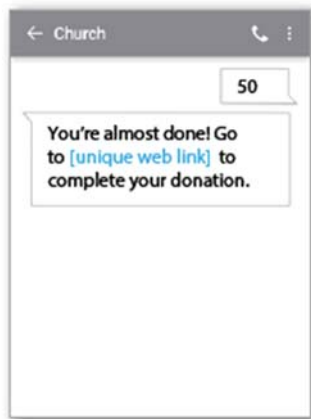 Church
50
You're almost done! Go
to [unique web link] to
complete your donation.